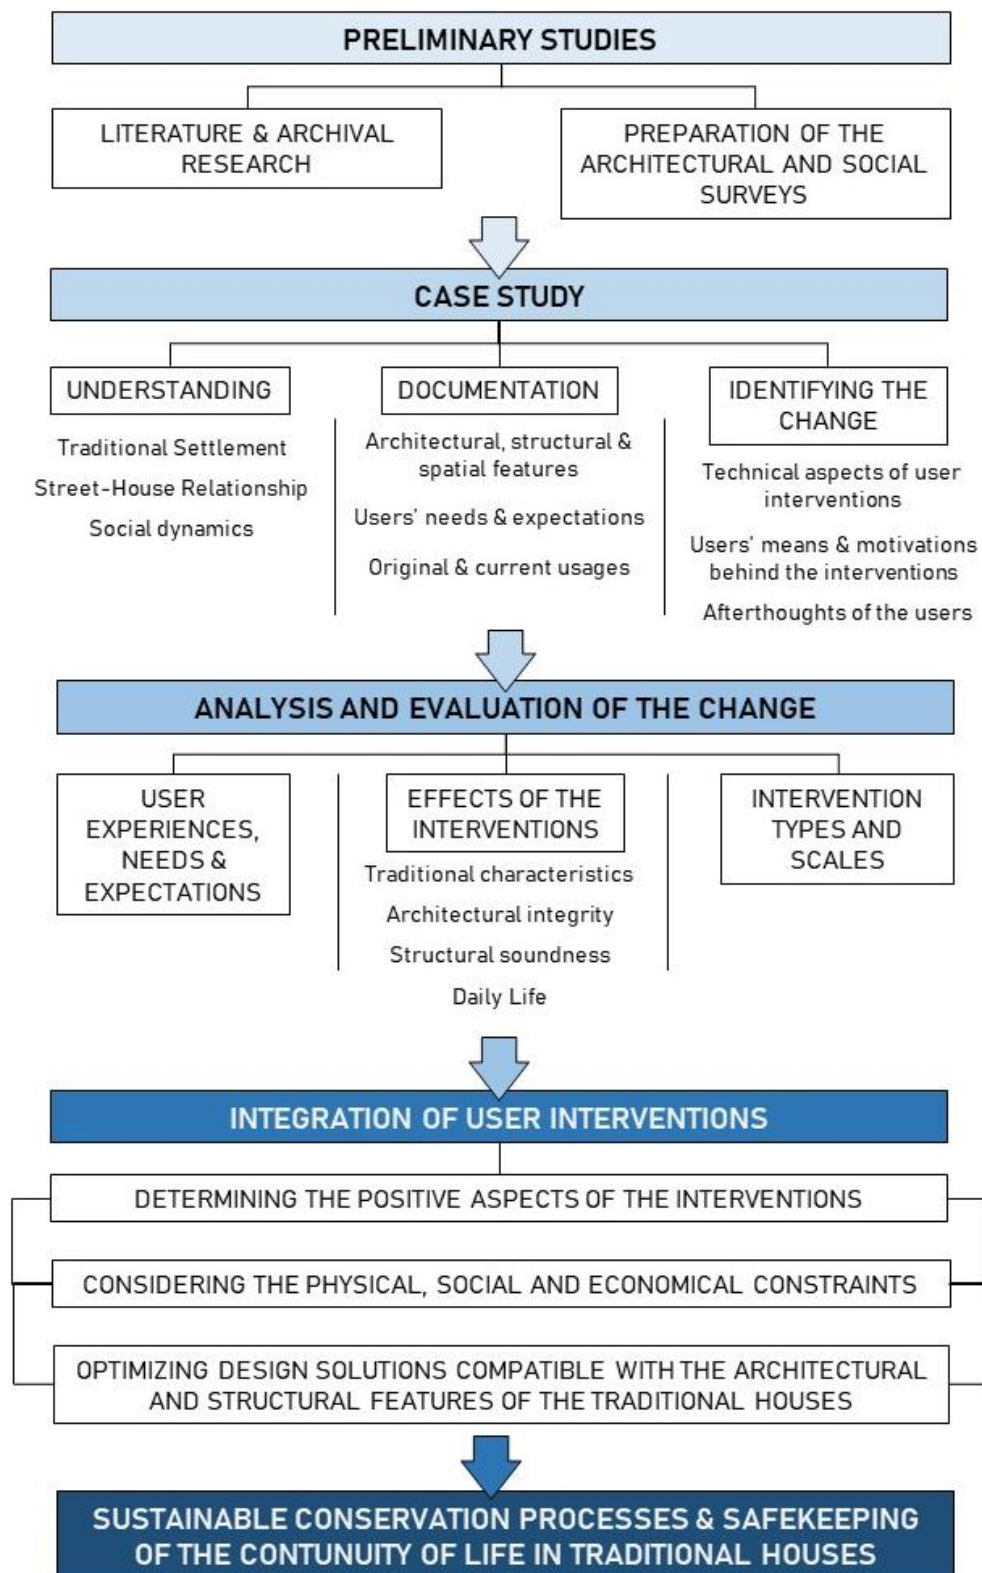 PRELIMINARY STUDIES
LITERATURE & ARCHIVAL
RESEARCH
PREPARATION OF THE
ARCHITECTURAL AND SOCIAL
SURVEYS
CASE STUDY
UNDERSTANDING
Traditional Settlement
Street-House Relationship
Social dynamics
DOCUMENTATION
Architectural, structural &
spatial features
Users' needs & expectations
Original & current usages
IDENTIFYING THE
CHANGE
Technical aspects of user
interventions
Users' means & motivations
behind the interventions
Afterthoughts of the users
ANALYSIS AND EVALUATION OF THE CHANGE
USER
EXPERIENCES,
NEEDS &
EXPECTATIONS
EFFECTS OF THE
INTERVENTIONS
Traditional characteristics
Architectural integrity
Structural soundness
Daily Life
INTERVENTION
TYPES AND
SCALES
INTEGRATION OF USER INTERVENTIONS
DETERMINING THE POSITIVE ASPECTS OF THE INTERVENTIONS
CONSIDERING THE PHYSICAL, SOCIAL AND ECONOMICAL CONSTRAINTS
OPTIMIZING DESIGN SOLUTIONS COMPATIBLE WITH THE ARCHITECTURAL
AND STRUCTURAL FEATURES OF THE TRADITIONAL HOUSES
SUSTAINABLE CONSERVATION PROCESSES & SAFEKEEPING
OF THE CONTUNUITY OF LIFE IN TRADITIONAL HOUSES